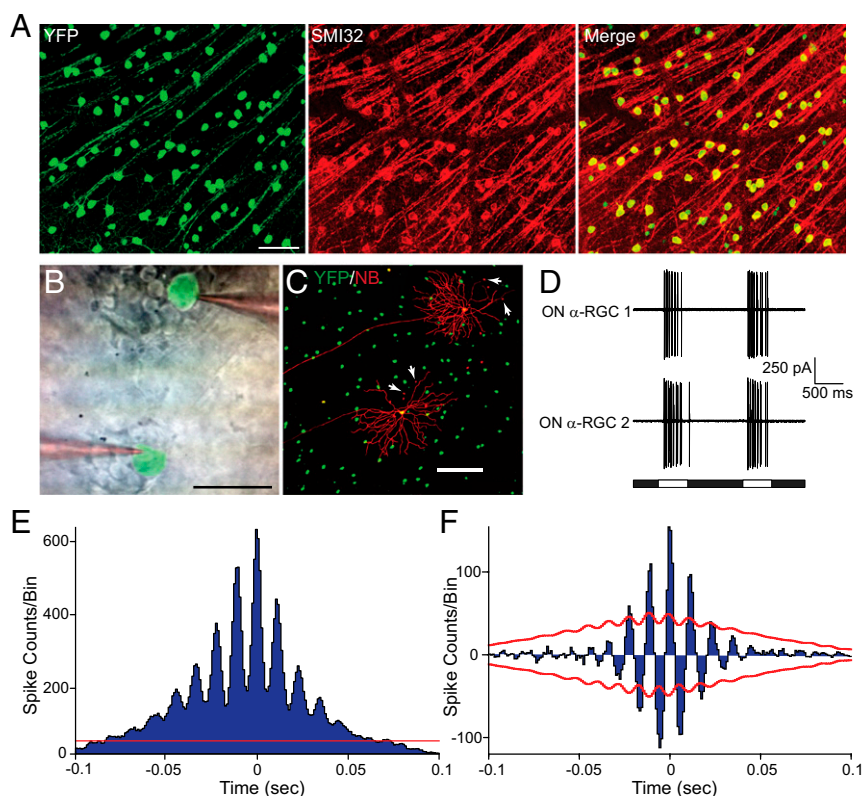 A
YFP
SMI32
Merge
B
C
YFP/NB
D
ON α-RGC 1
250 pA
500 ms
ON α-RGC 2
E
Spike Counts/Bin
600
400
200
0
-0.1
-0.05
0
0.05
0.1
Time (sec)
F
Spike Counts/Bin
100
0
-50
-100
-0.1
-0.05
0
0.05
0.1
Time (sec)